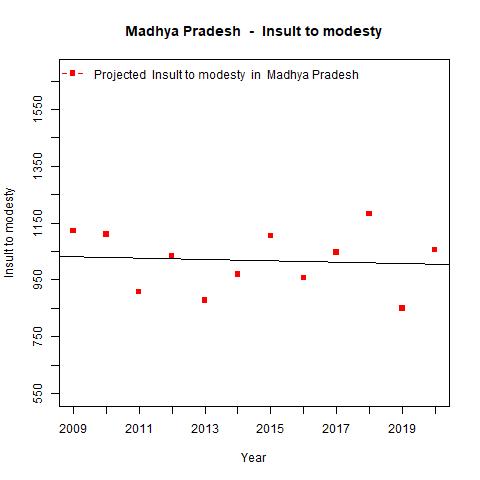 Madhya Pradesh - Insult to modesty
Projected Insult to modesty in Madhya Pradesh
1550
1350
1150
950
750
550
Insult to modesty
2009 2011 2013 2015 2017 2019
Year